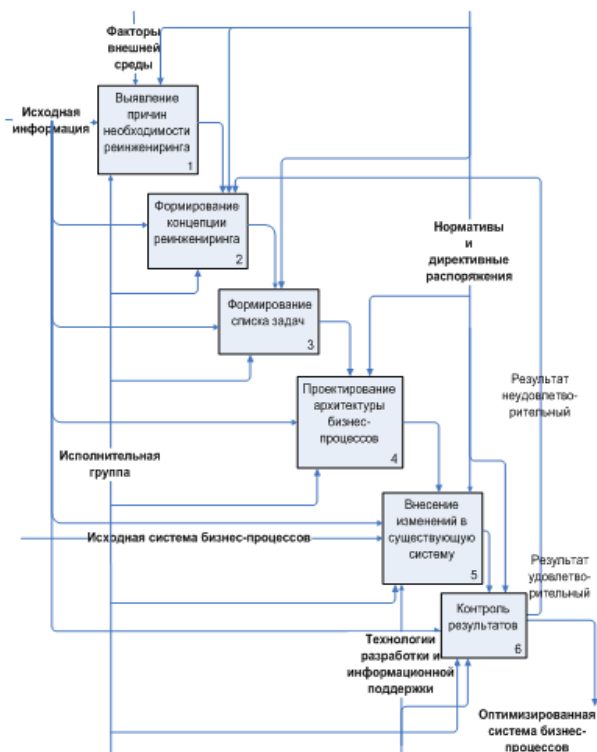 Факторы
внешней
среды
Исходная
информация
Выявление
причин
необходимости
реинжениринга
1
Формирование
концепции
реинжениринга
2
Нормативы
и
директивные
распоряжения
Формирование
списка задач
3
Проектирование
архитектуры
бизнес-
процессов
4
Результат
неудовлетво-
рительный
Исполнительная
группа
Внесение
изменений в
существующую
систему
5
Исходная система бизнес-процессов
Результат
удовлетво-
рительный
Контроль
результатов
6
Технологии
разработки и
информационной
поддержки
Оптимизированная
система бизнес-
процессов